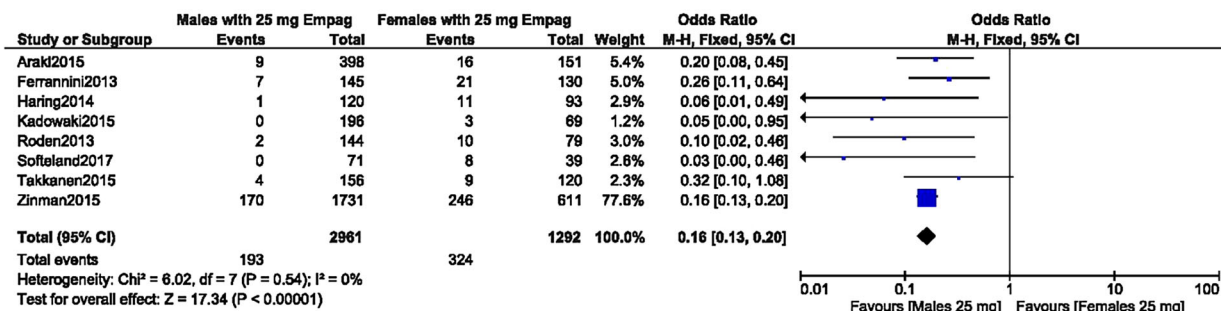 Males with 25 mg Empag Females with 25 mg Empag Odds Ratio Odds Ratio
Study or Subgroup Events Total Events Total Weight M-H, Fixed, 95% CI M-H, Fixed, 95% CI
Araki2015 9 398 16 151 5.4% 0.20 [0.08, 0.45]
Ferrannini2013 7 145 21 130 5.0% 0.26 [0.11, 0.64]
Haring2014 1 120 11 93 2.9% 0.06 [0.01, 0.49]
Kadowaki2015 0 196 3 69 1.2% 0.05 [0.00, 0.95]
Roden2013 2 144 10 79 3.0% 0.10 [0.02, 0.46]
Softeland2017 0 71 8 39 2.6% 0.03 [0.00, 0.46]
Takkanen2015 4 156 9 120 2.3% 0.32 [0.10, 1.08]
Zinman2015 170 1731 246 611 77.6% 0.16 [0.13, 0.20]
Total (95% CI) 2961 1292 100.0% 0.16 [0.13, 0.20]
Total events 193 324
Heterogeneity: Chi² = 6.02, df = 7 (P = 0.54); I² = 0%
Test for overall effect: Z = 17.34 (P < 0.00001)
0.01 0.1 1 10 100
Favours [Males 25 mg] Favours [Females 25 mg]